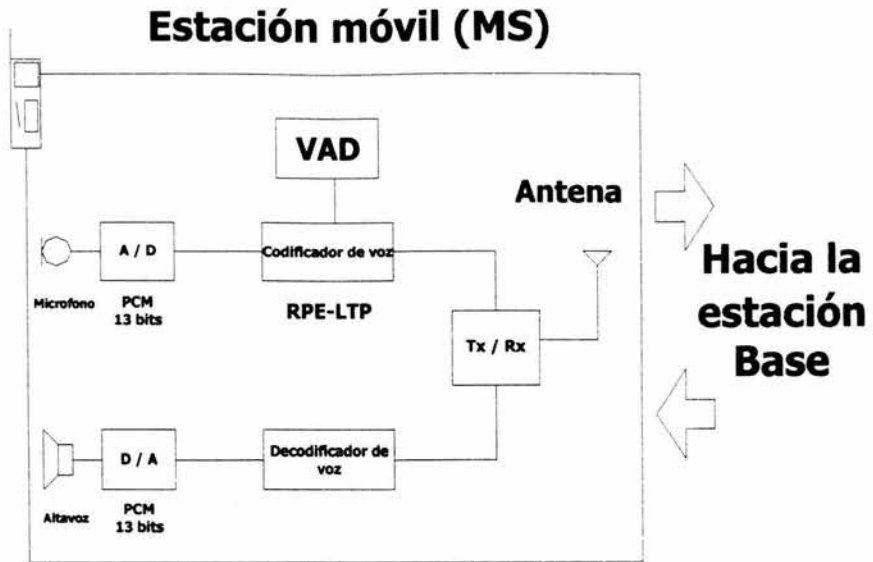 Estación móvil (MS)
VAD
Antena
A / D
Codificador de voz
Microfono
PCM
13 bits
RPE-LTP
Tx / Rx
Hacia la
estación
Base
D / A
Decodificador de
voz
Altavoz
PCM
13 bits